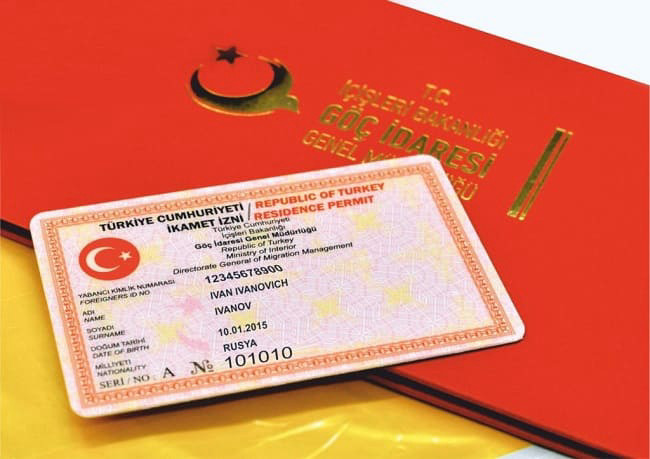 T.C.
İÇİŞLERİ BAKANLIĞI
GÖÇ İDARESİ
GENEL MÜDÜRLÜĞÜ
TÜRKİYE CUMHURİYETİ
İKAMET İZNİ
REPUBLIC OF TURKEY
RESIDENCE PERMIT
Türkiye Cumhuriyeti
İçişleri Bakanlığı
Göç İdaresi Genel Müdürlüğü
Republic of Turkey
Ministry of Interior
Directorate General of Migration Management
YABANCI KİMLİK NUMARASI 12345678900
FOREIGNERS ID NO
IVAN IVANOVICH
ADI
NAME
IVANOV
SOYADI
SURNAME
10.01.2015
DOĞUM TARİHİ
DATE OF BIRTH
RUSYA
MİLLİYETİ
NATIONALITY
SERİ / NO : A № 101010